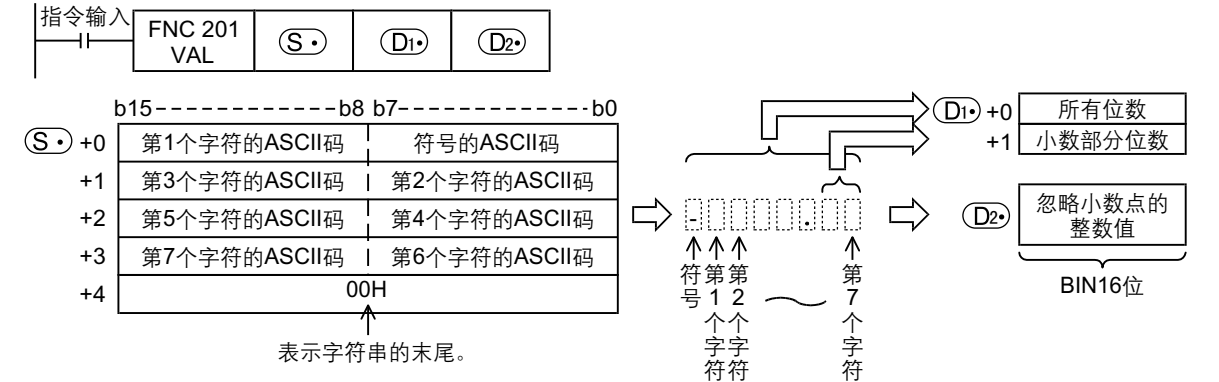 指令输入
FNC 201
VAL
S・
D1・
D2・
b15 b8 b7 b0
S・ +0 第1个字符的ASCII码 符号的ASCII码
+1 第3个字符的ASCII码 第2个字符的ASCII码
+2 第5个字符的ASCII码 第4个字符的ASCII码
+3 第7个字符的ASCII码 第6个字符的ASCII码
+4 00H
表示字符串的末尾。
- .
符号
第1个字符
第2个字符
第7个字符
D1・ +0 所有位数
+1 小数部分位数
D2・ 忽略小数点的
整数值
BIN16位